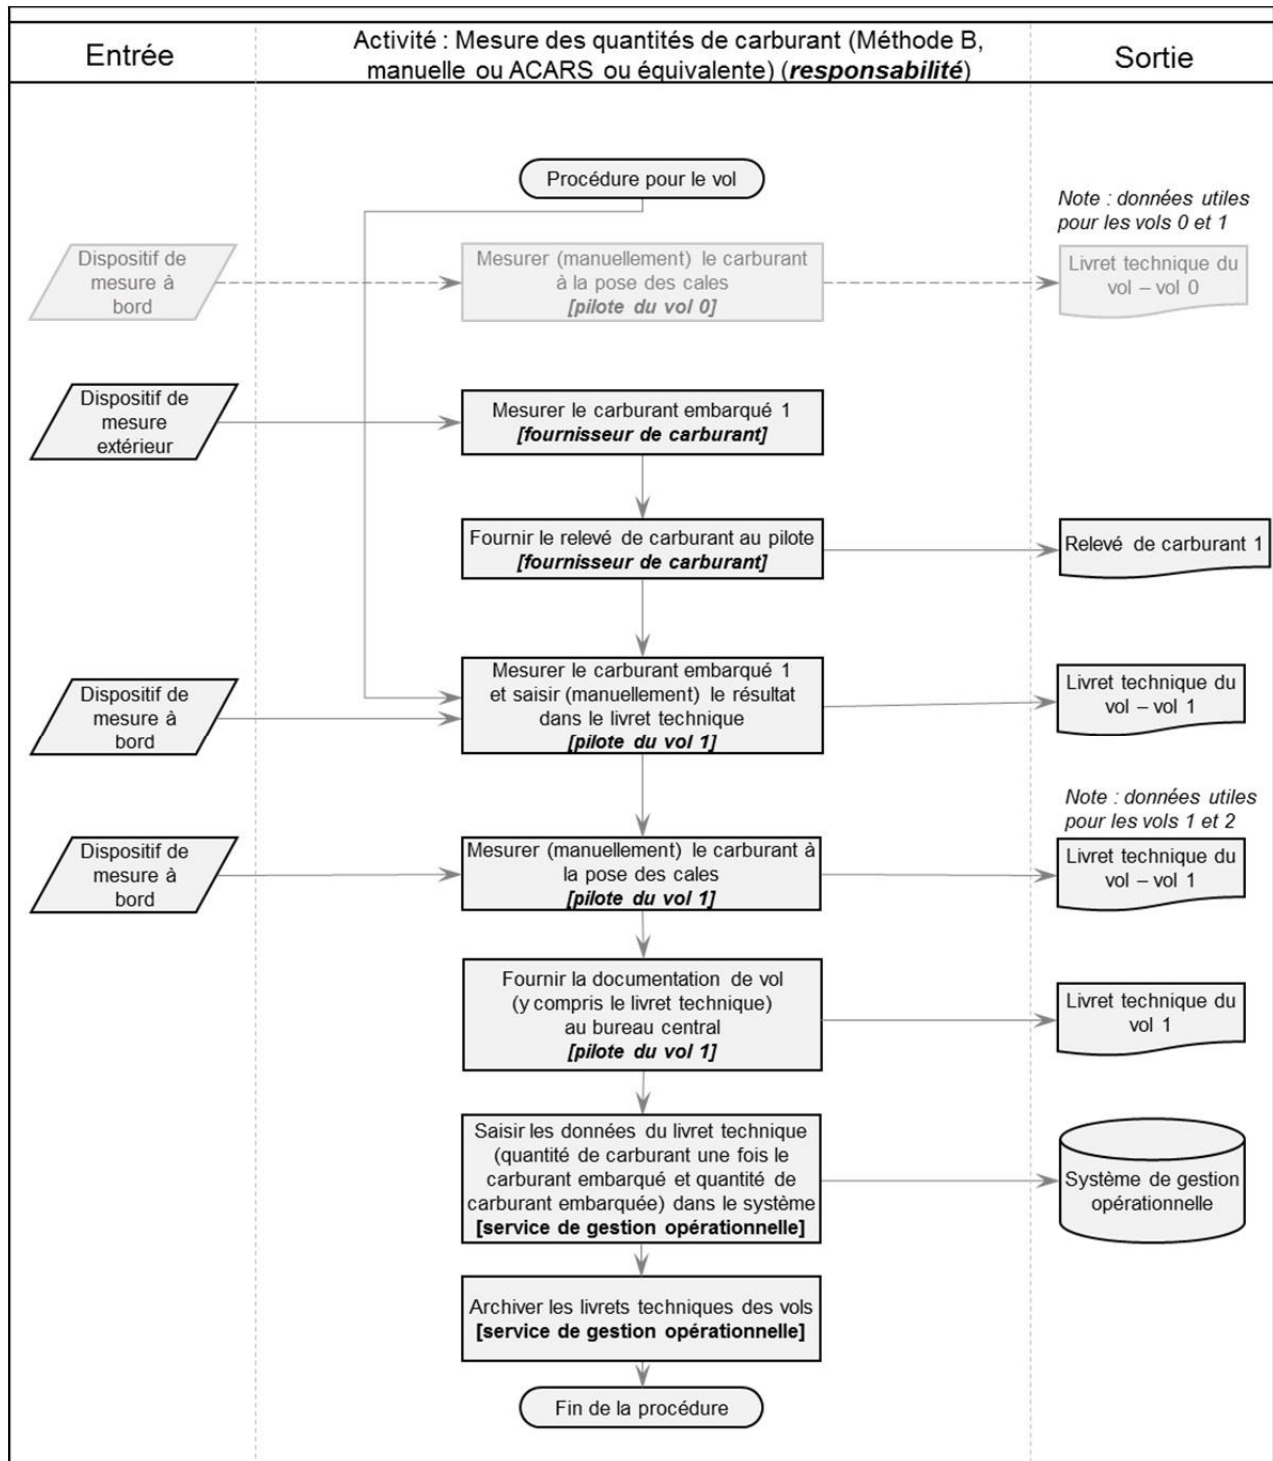 Entrée
Activité : Mesure des quantités de carburant (Méthode B,
manuelle ou ACARS ou équivalente) (responsabilité)
Sortie
Procédure pour le vol
Note : données utiles
pour les vols 0 et 1
Dispositif de
mesure à
bord
Mesurer (manuellement) le carburant
à la pose des cales
[pilote du vol 0]
Livret technique du
vol – vol 0
Dispositif de
mesure
extérieur
Mesurer le carburant embarqué 1
[fournisseur de carburant]
Fournir le relevé de carburant au pilote
[fournisseur de carburant]
Relevé de carburant 1
Dispositif de
mesure à
bord
Mesurer le carburant embarqué 1
et saisir (manuellement) le résultat
dans le livret technique
[pilote du vol 1]
Livret technique du
vol – vol 1
Note : données utiles
pour les vols 1 et 2
Dispositif de
mesure à
bord
Mesurer (manuellement) le carburant à
la pose des cales
[pilote du vol 1]
Livret technique du
vol – vol 1
Fournir la documentation de vol
(y compris le livret technique)
au bureau central
[pilote du vol 1]
Livret technique du
vol 1
Saisir les données du livret technique
(quantité de carburant une fois le
carburant embarqué et quantité de
carburant embarquée) dans le système
[service de gestion opérationnelle]
Système de gestion
opérationnelle
Archiver les livrets techniques des vols
[service de gestion opérationnelle]
Fin de la procédure